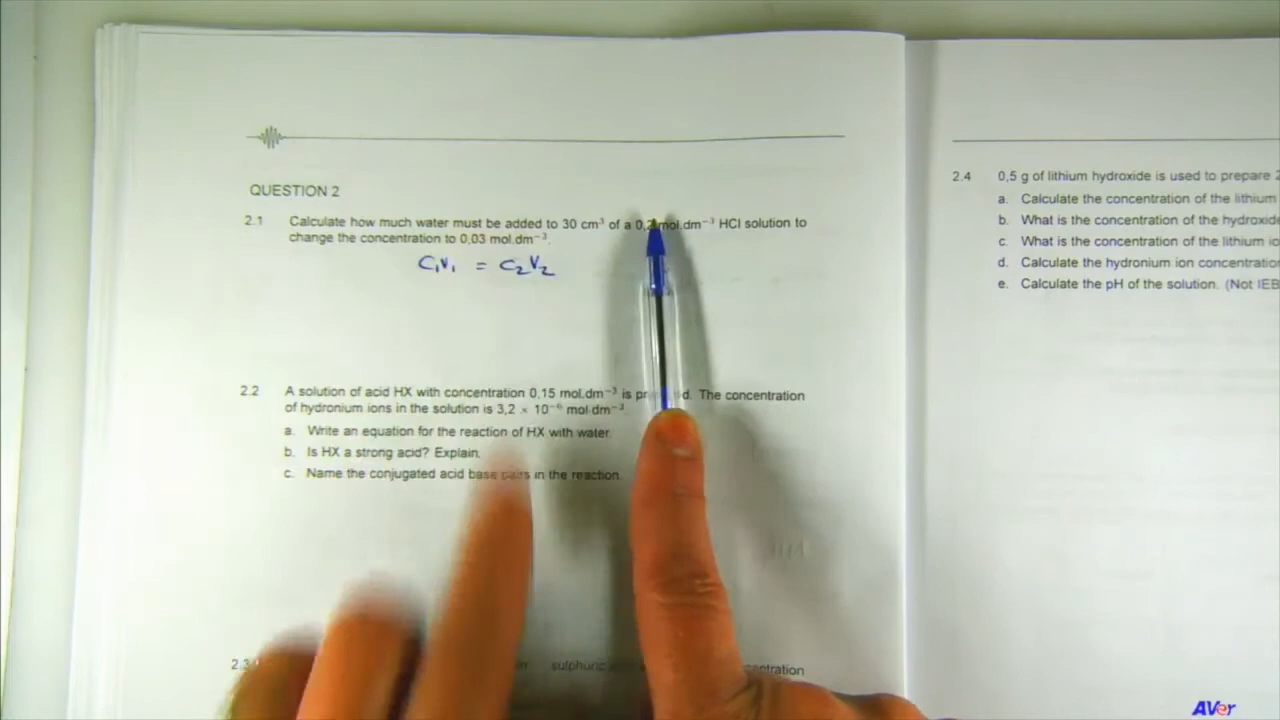 QUESTION 2
2.1 Calculate how much water must be added to 30 cm³ of a 0,2 mol.dm⁻³ HCl solution to
change the concentration to 0,03 mol.dm⁻³.
C₁V₁ = C₂V₂
2.2 A solution of acid HX with concentration 0,15 mol.dm⁻³ is The concentration
of hydronium ions in the solution is 3,2 × 10⁻⁶ mol·dm⁻³.
a. Write an equation for the reaction of HX with water.
b. Is HX a strong acid? Explain.
c. Name the conjugated acid base pairs in the reaction.
2.3 sulphuric
2.4 0,5 g of lithium hydroxide is used to prepare 2
a. Calculate the concentration of the lithium
b. What is the concentration of the hydroxid
c. What is the concentration of the lithium io
d. Calculate the hydronium ion concentration
e. Calculate the pH of the solution. (Not IEB
AVer